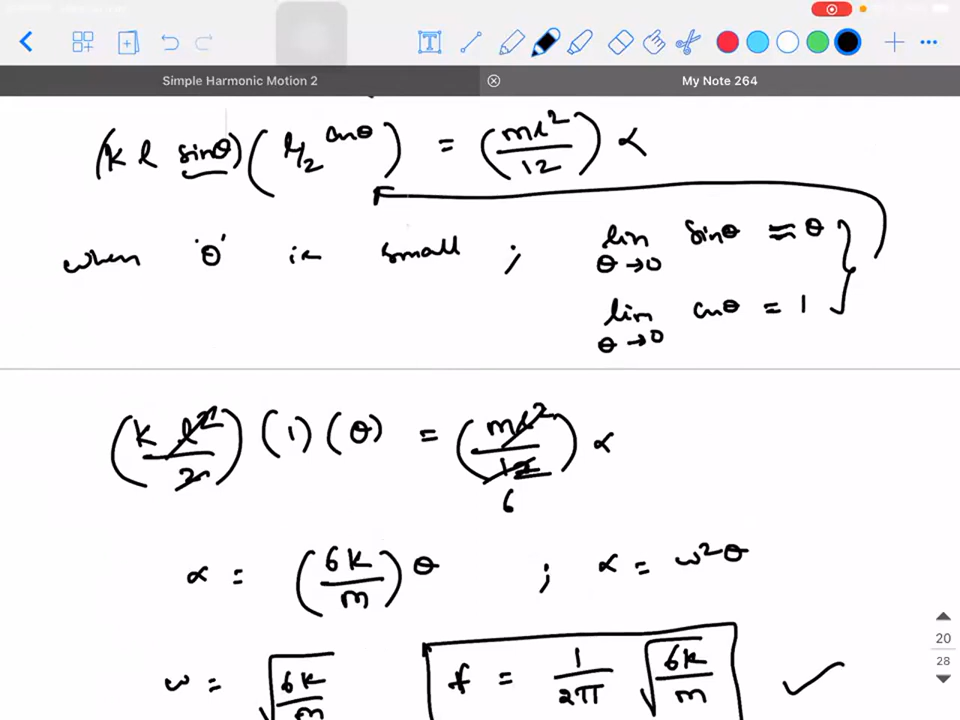 Simple Harmonic Motion 2
My Note 264
(k l sinθ)(l/2 cosθ) = (ml²/12) α
when 'θ' is small ; lim θ→0 sinθ ≈ θ
lim θ→0 cosθ = 1
(k l²/2)(1)(θ) = (ml²/12) α
6
α = (6k/m)θ ; α = ω²θ
ω = √(6k/m) f = 1/2π √(6k/m) ✓
20
28